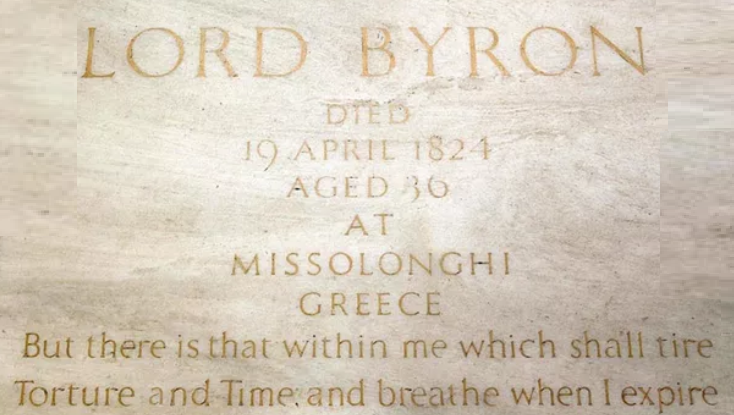 LORD BYRON
DIED
19 APRIL 1824
AGED 36
AT
MISSOLONGHI
GREECE
But there is that within me which shall tire
Torture and Time and breathe when I expire